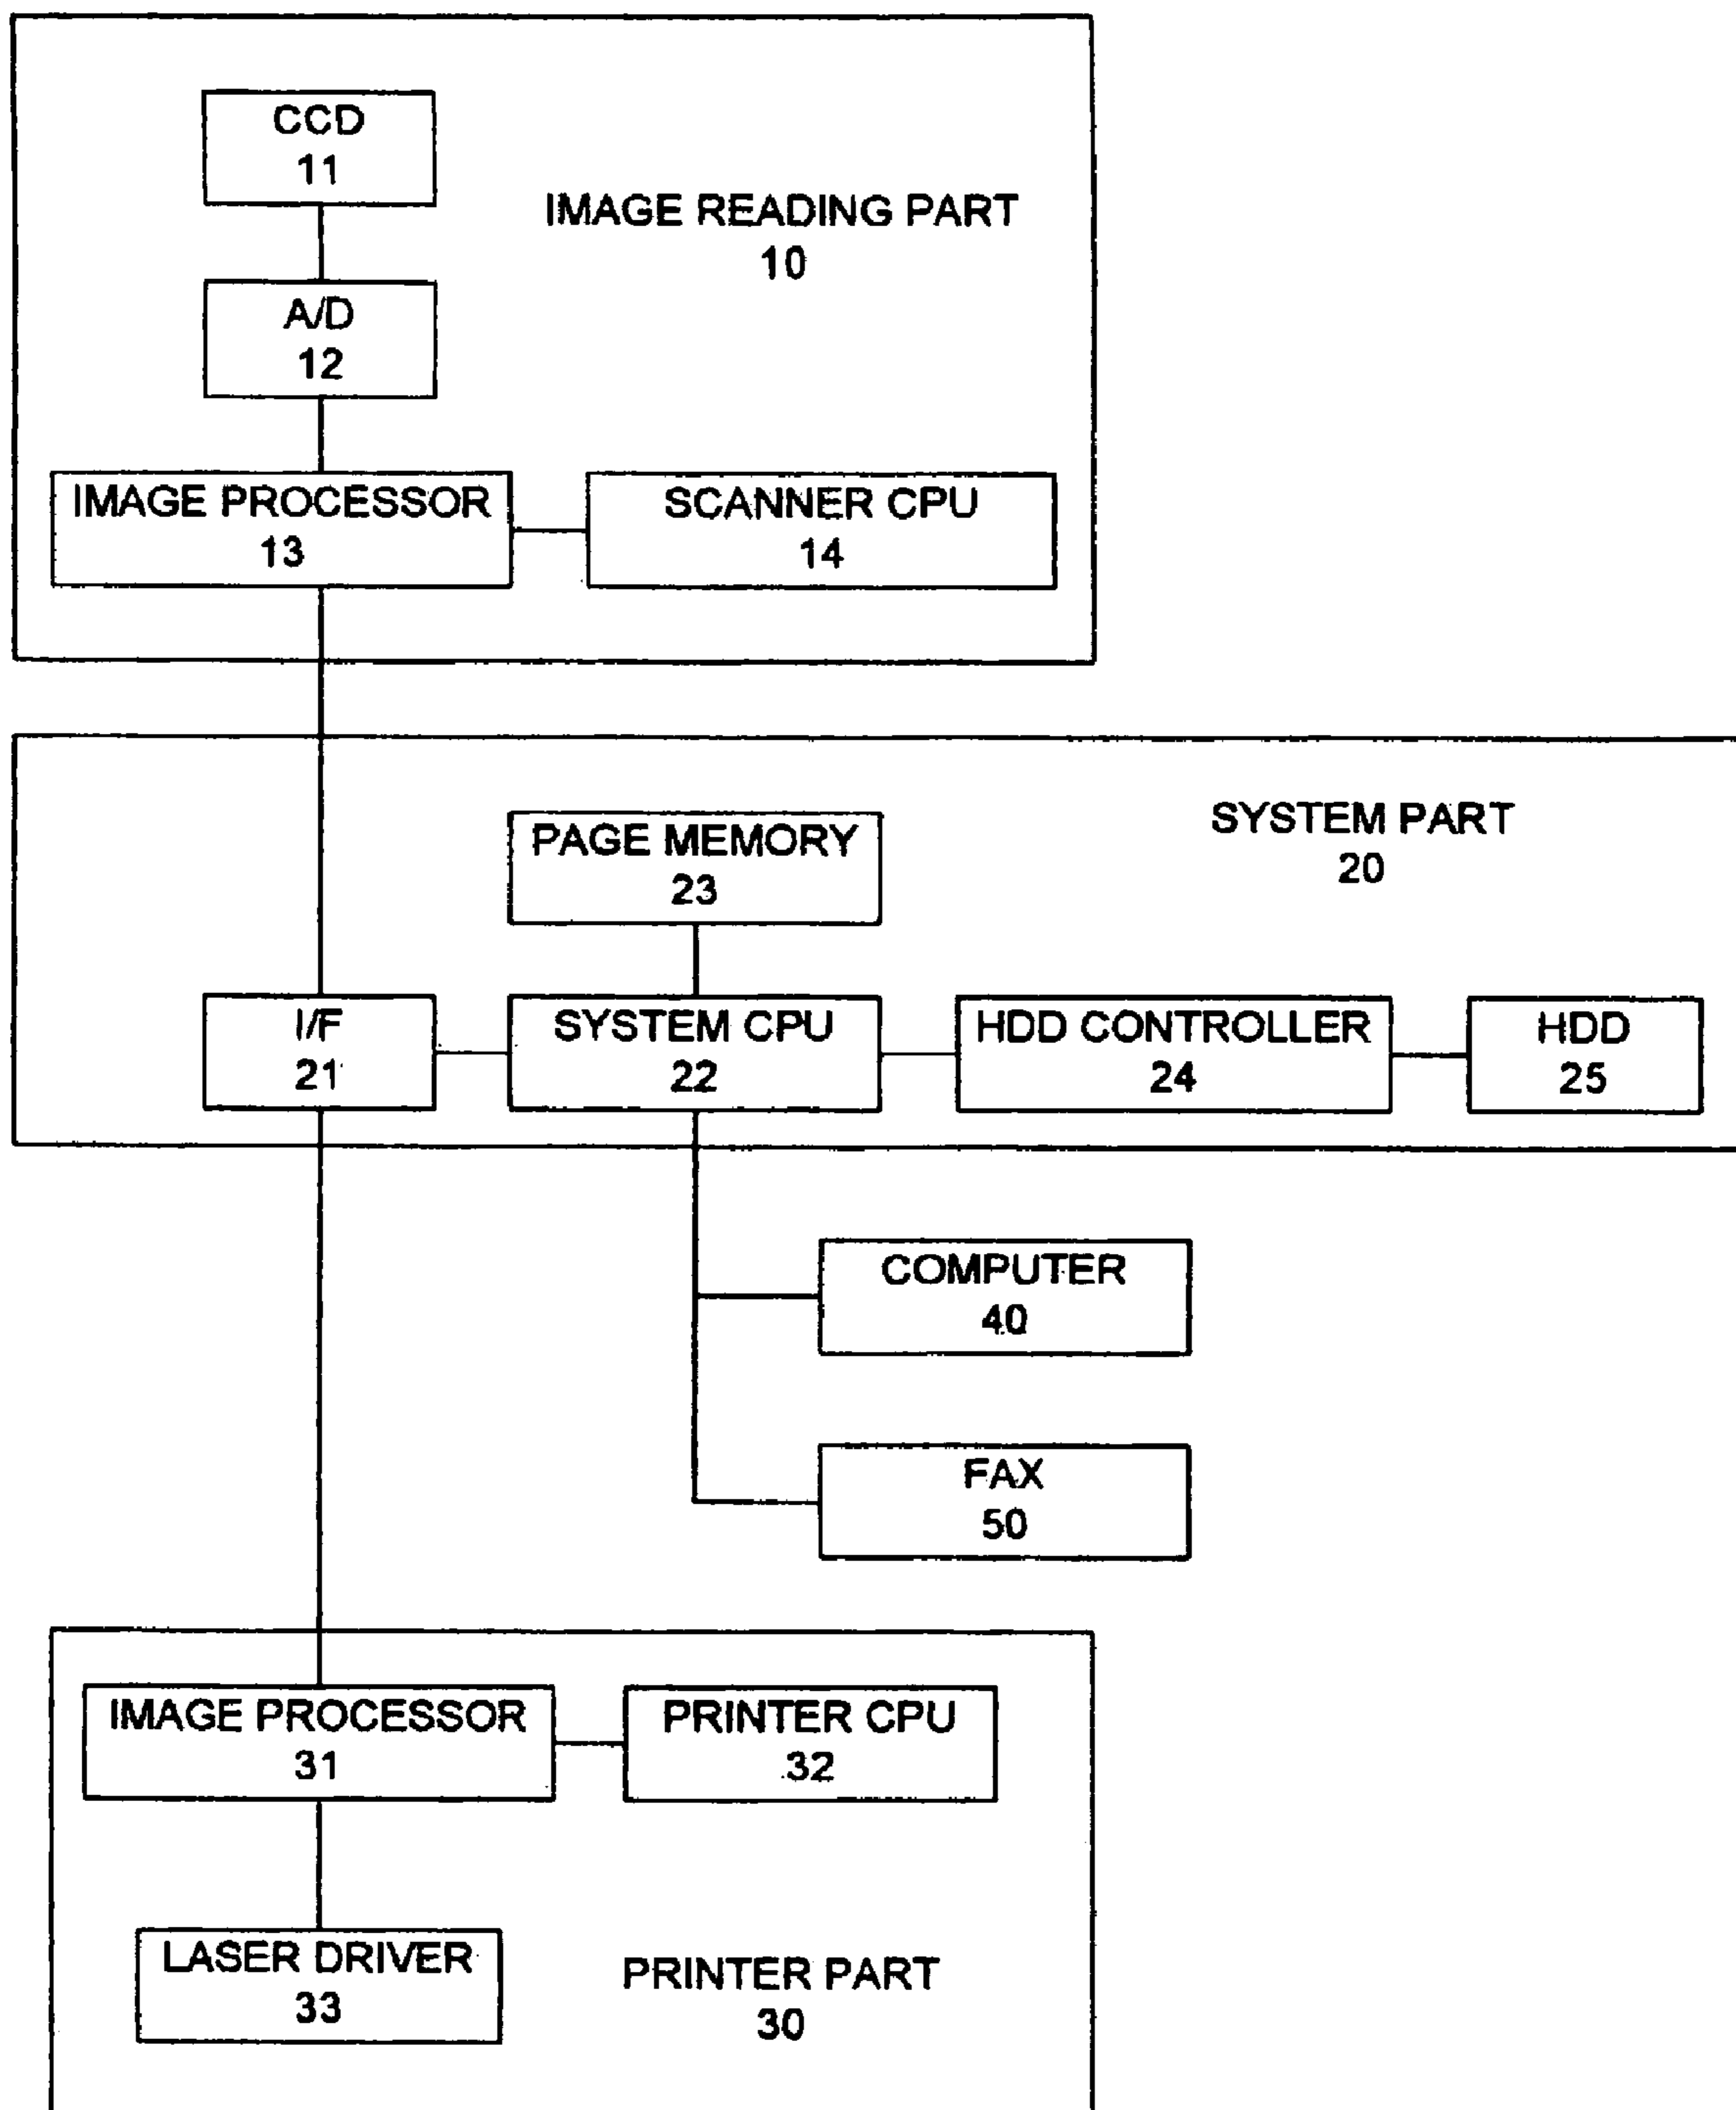 CCD
11
IMAGE READING PART
10
A/D
12
IMAGE PROCESSOR
13
SCANNER CPU
14
SYSTEM PART
20
PAGE MEMORY
23
I/F
21
SYSTEM CPU
22
HDD CONTROLLER
24
HDD
25
COMPUTER
40
FAX
50
IMAGE PROCESSOR
31
PRINTER CPU
32
LASER DRIVER
33
PRINTER PART
30